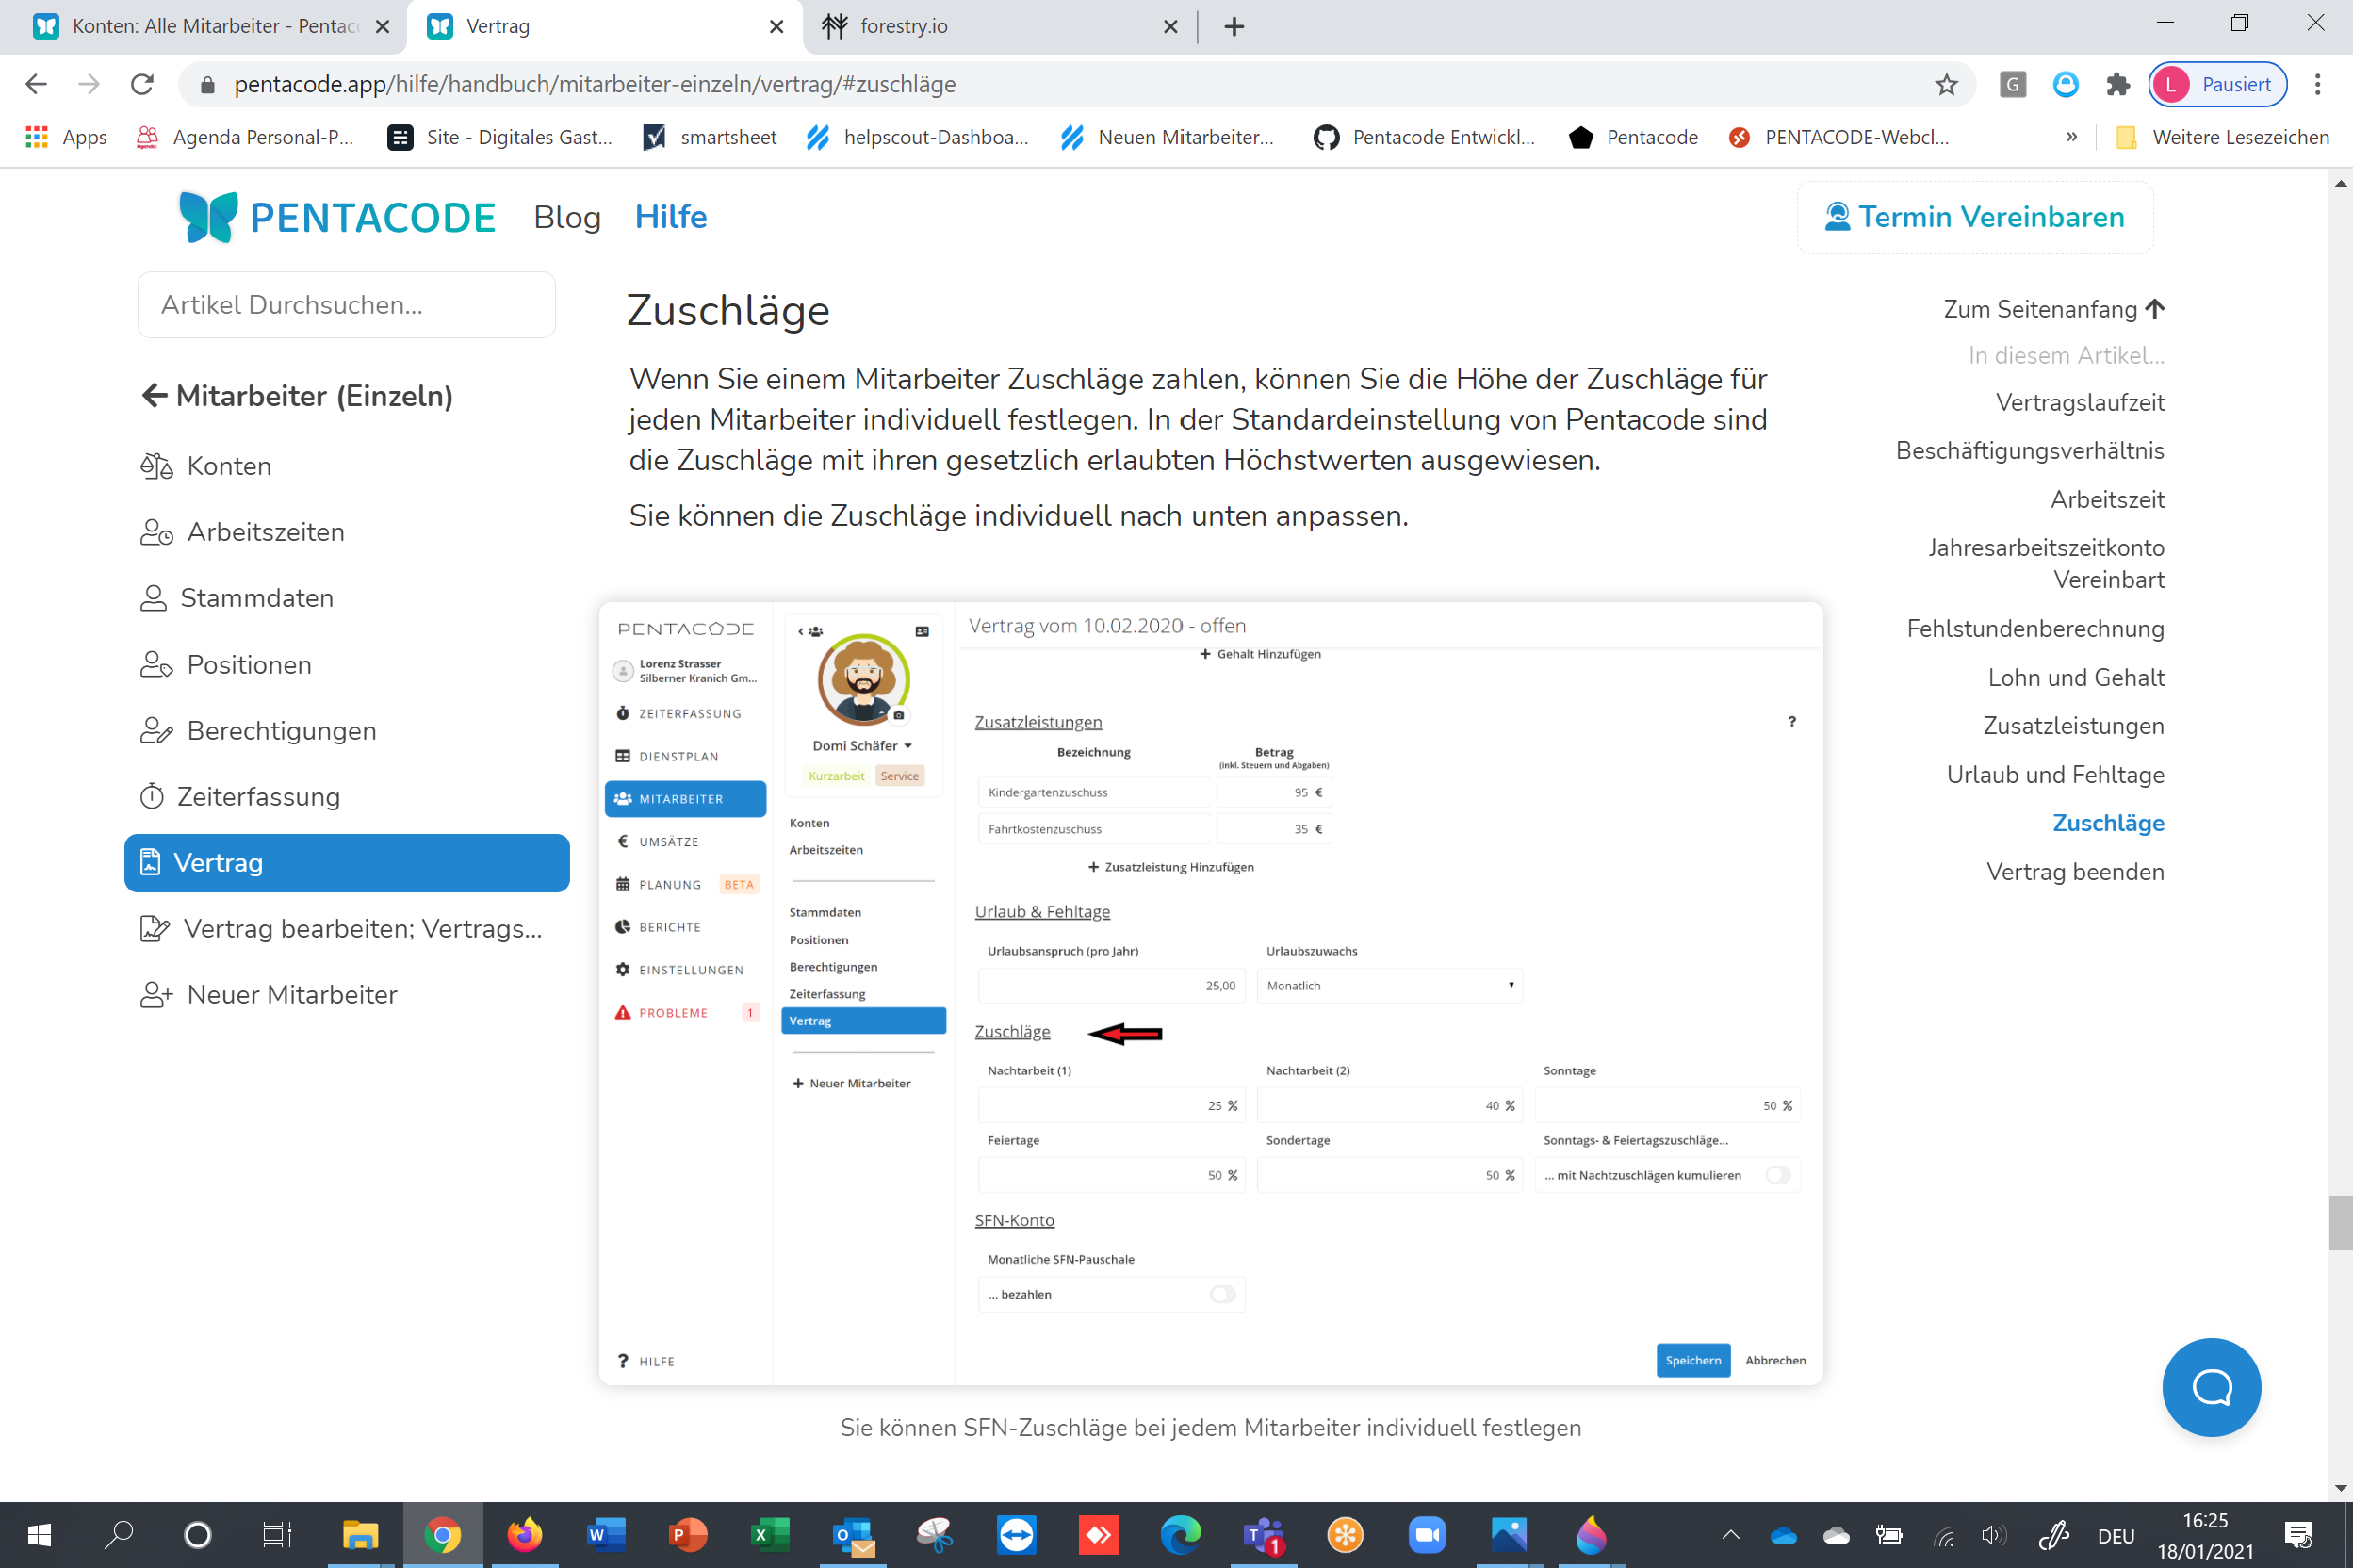 Konten: Alle Mitarbeiter - Pentac
Vertrag
forestry.io
pentacode.app/hilfe/handbuch/mitarbeiter-einzeln/vertrag/#zuschläge
G
L Pausiert
Apps
Agenda Personal-P...
Site - Digitales Gast...
smartsheet
helpscout-Dashboa...
Neuen Mitarbeiter...
Pentacode Entwickl...
Pentacode
PENTACODE-Webcl...
»
Weitere Lesezeichen
PENTACODE
Blog
Hilfe
Termin Vereinbaren
Artikel Durchsuchen...
Mitarbeiter (Einzeln)
Konten
Arbeitszeiten
Stammdaten
Positionen
Berechtigungen
Zeiterfassung
Vertrag
Vertrag bearbeiten; Vertrags...
Neuer Mitarbeiter
Zuschläge
Wenn Sie einem Mitarbeiter Zuschläge zahlen, können Sie die Höhe der Zuschläge für
jeden Mitarbeiter individuell festlegen. In der Standardeinstellung von Pentacode sind
die Zuschläge mit ihren gesetzlich erlaubten Höchstwerten ausgewiesen.
Sie können die Zuschläge individuell nach unten anpassen.
PENTACODE
Lorenz Strasser
Silberner Kranich Gm...
ZEITERFASSUNG
DIENSTPLAN
MITARBEITER
€ UMSÄTZE
PLANUNG BETA
BERICHTE
EINSTELLUNGEN
PROBLEME 1
? HILFE
Domi Schäfer
Kurzarbeit Service
Konten
Arbeitszeiten
Stammdaten
Positionen
Berechtigungen
Zeiterfassung
Vertrag
+ Neuer Mitarbeiter
Vertrag vom 10.02.2020 - offen
+ Gehalt Hinzufügen
Zusatzleistungen ?
Bezeichnung Betrag
(inkl. Steuern und Abgaben)
Kindergartenzuschuss 95 €
Fahrtkostenzuschuss 35 €
+ Zusatzleistung Hinzufügen
Urlaub & Fehltage
Urlaubsanspruch (pro Jahr) Urlaubszuwachs
25,00 Monatlich
Zuschläge
Nachtarbeit (1) Nachtarbeit (2) Sonntage
25 % 40 % 50 %
Feiertage Sondertage Sonntags- & Feiertagszuschläge...
50 % 50 % ... mit Nachtzuschlägen kumulieren
SFN-Konto
Monatliche SFN-Pauschale
... bezahlen
Speichern Abbrechen
Sie können SFN-Zuschläge bei jedem Mitarbeiter individuell festlegen
Zum Seitenanfang
In diesem Artikel...
Vertragslaufzeit
Beschäftigungsverhältnis
Arbeitszeit
Jahresarbeitszeitkonto
Vereinbart
Fehlstundenberechnung
Lohn und Gehalt
Zusatzleistungen
Urlaub und Fehltage
Zuschläge
Vertrag beenden
W
P
X
O
T 1
DEU
16:25
18/01/2021
5